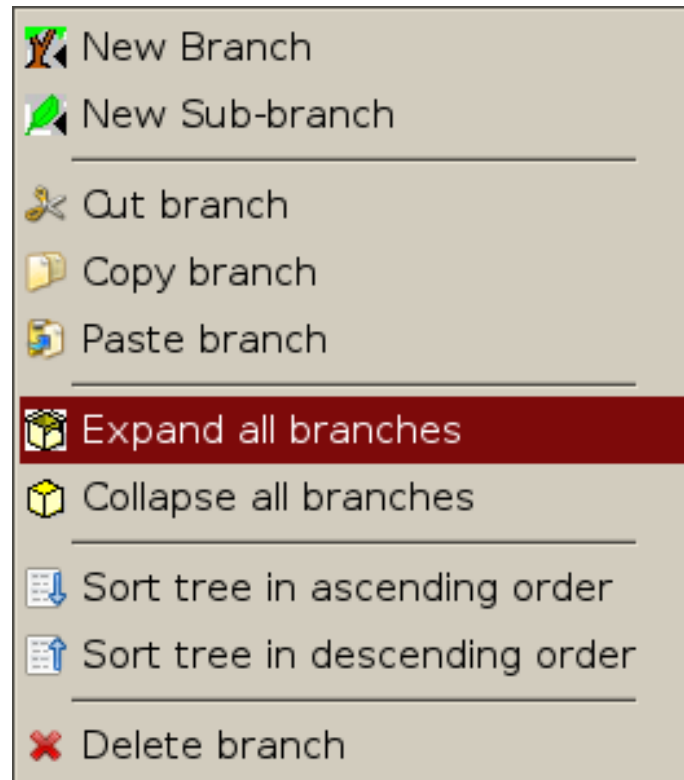 New Branch
New Sub-branch
Cut branch
Copy branch
Paste branch
Expand all branches
Collapse all branches
Sort tree in ascending order
Sort tree in descending order
Delete branch